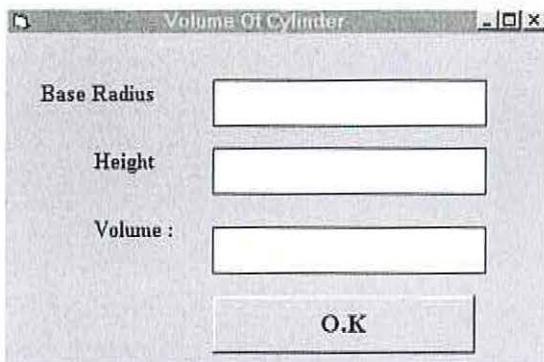 Volume Of Cylinder
Base Radius
Height
Volume :
O.K